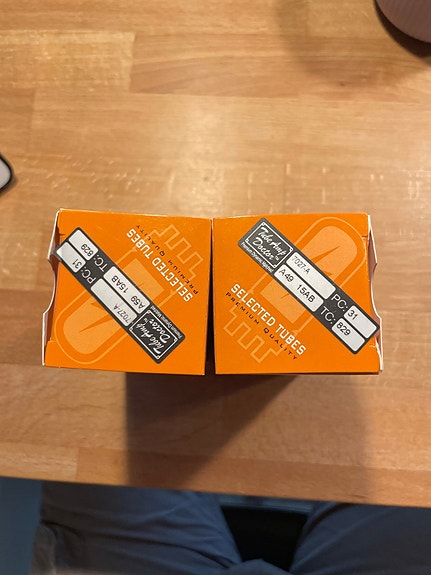 SELECTED TUBES
PREMIUM QUALITY
Tube Amp
Doctor
7027-A
A59 15AB
PC: 31
TC: 829
Tube Amp
Doctor
7027-A
A49 15AB
PC: 31
TC: 829
SELECTED TUBES
PREMIUM QUALITY